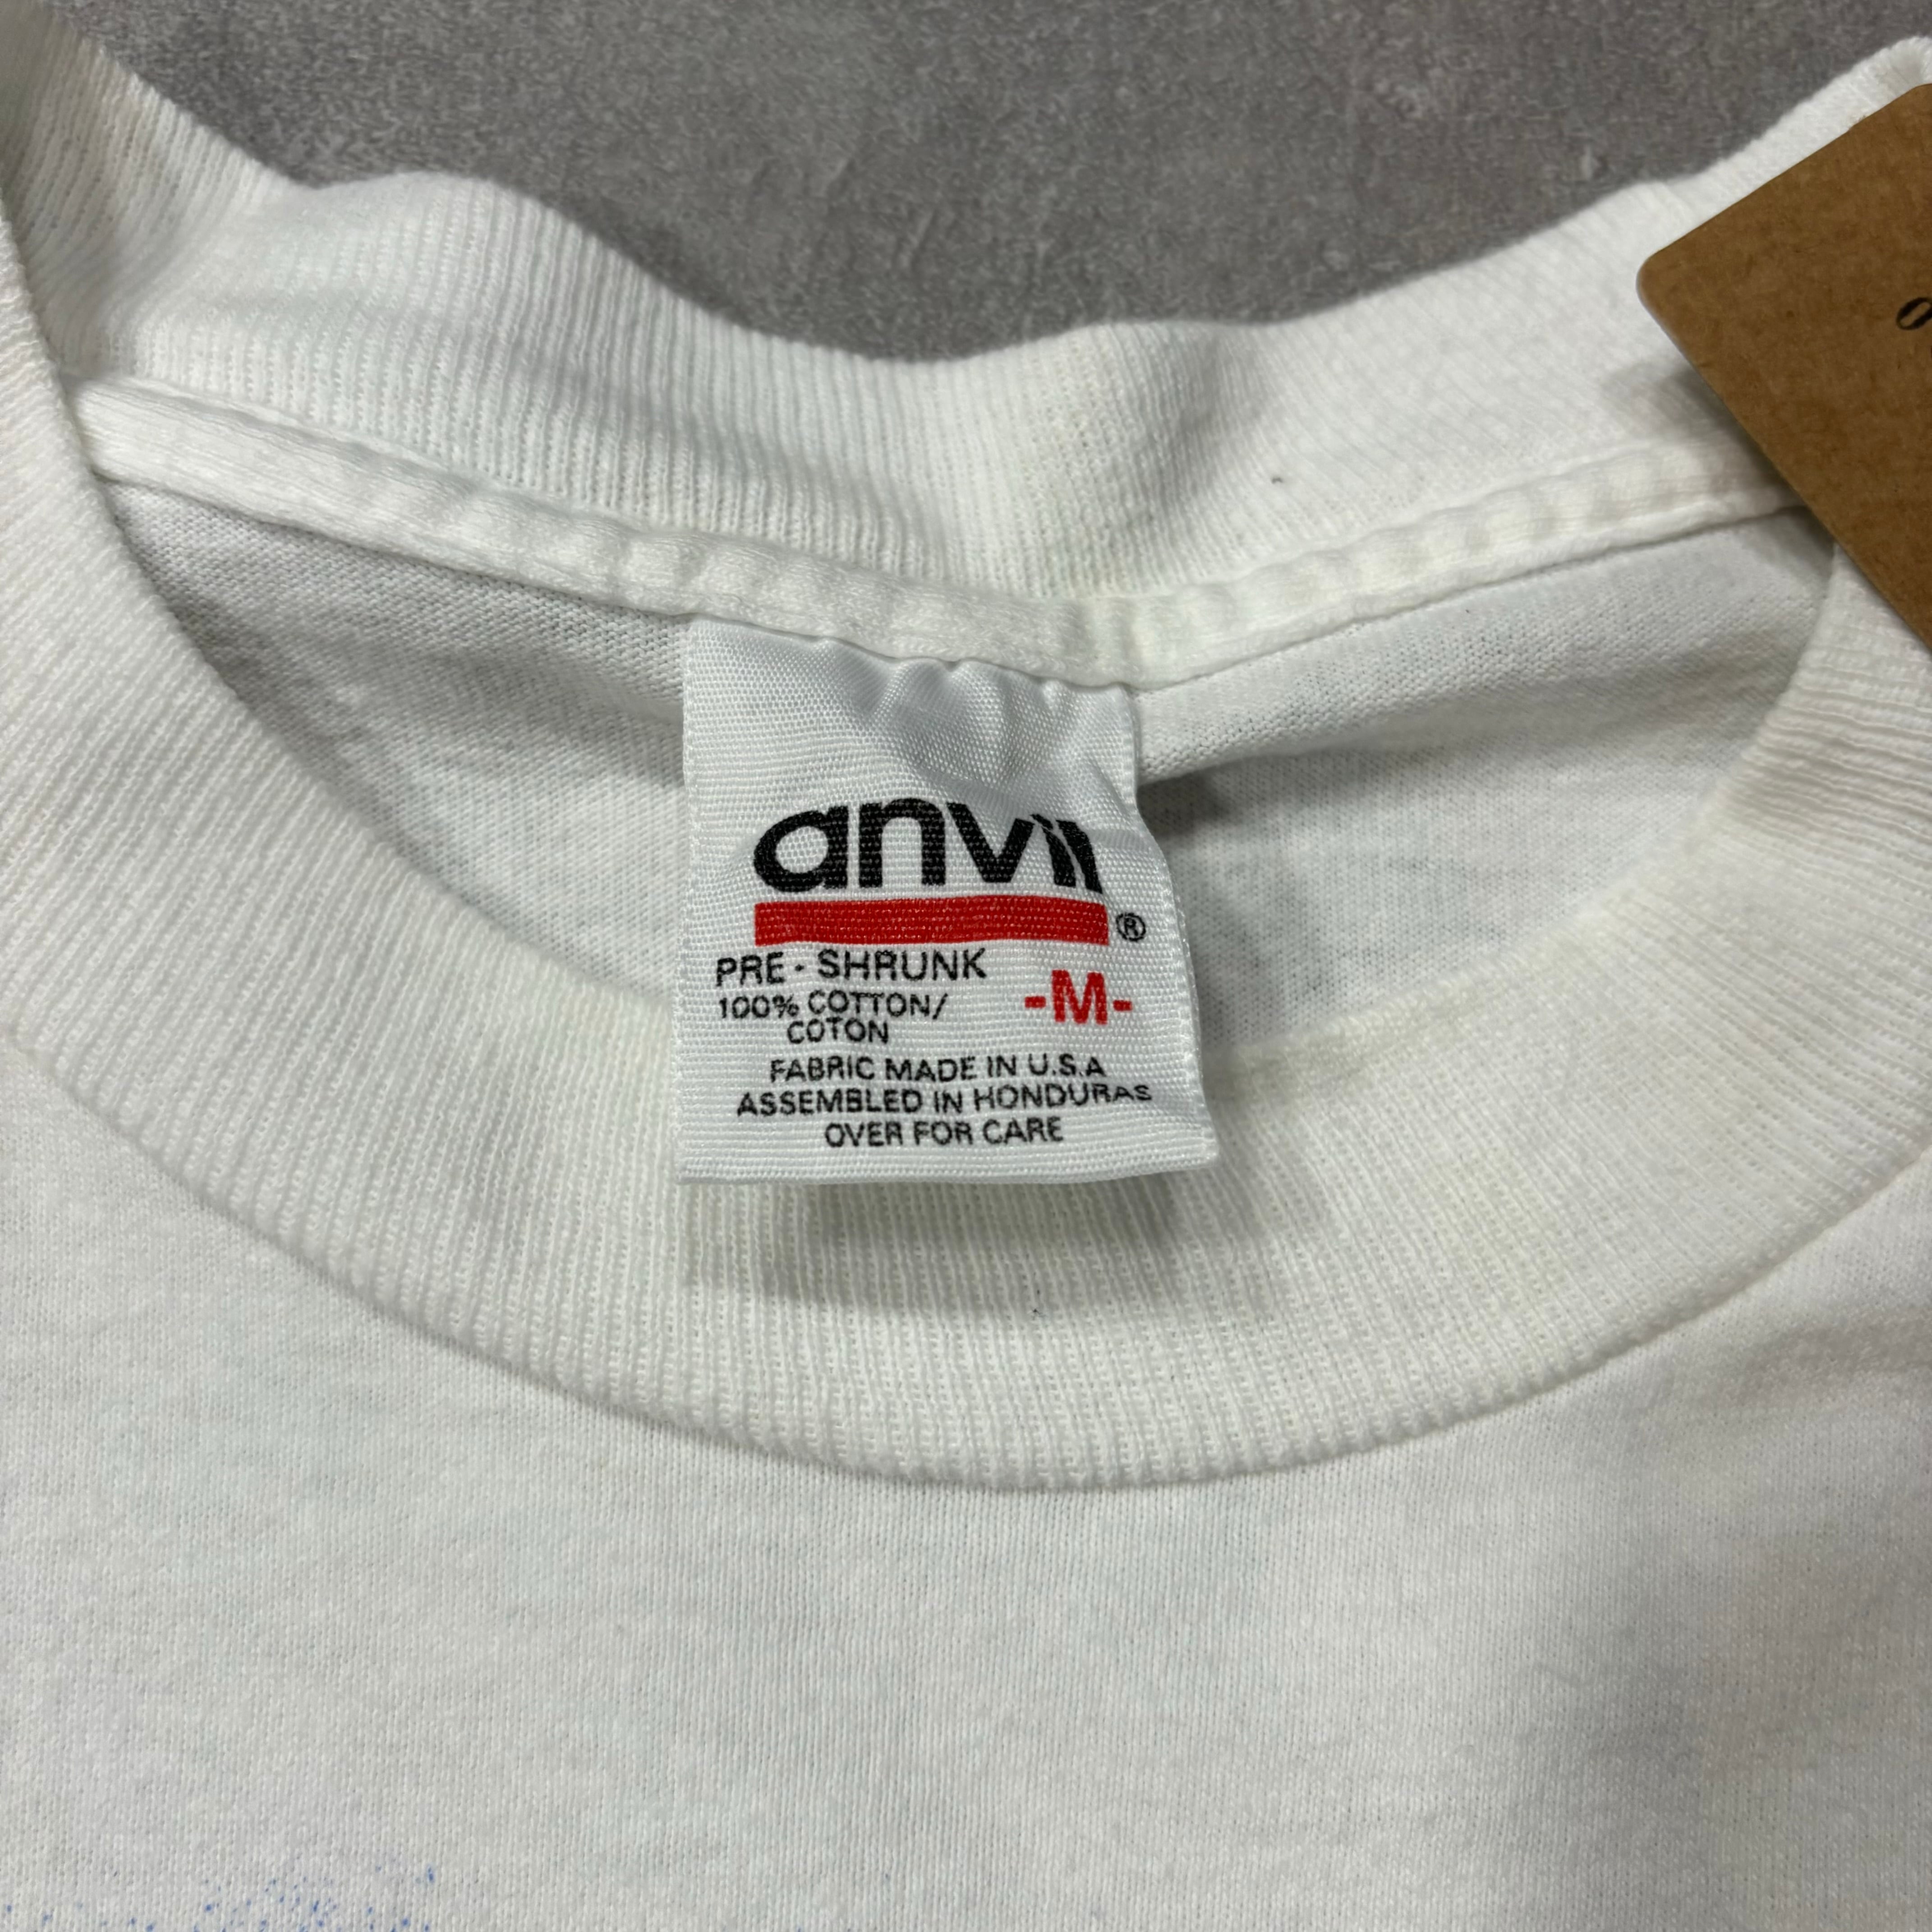 anvil
®
PRE - SHRUNK
-M-
100% COTTON/
COTON
FABRIC MADE IN U.S.A
ASSEMBLED IN HONDURAS
OVER FOR CARE